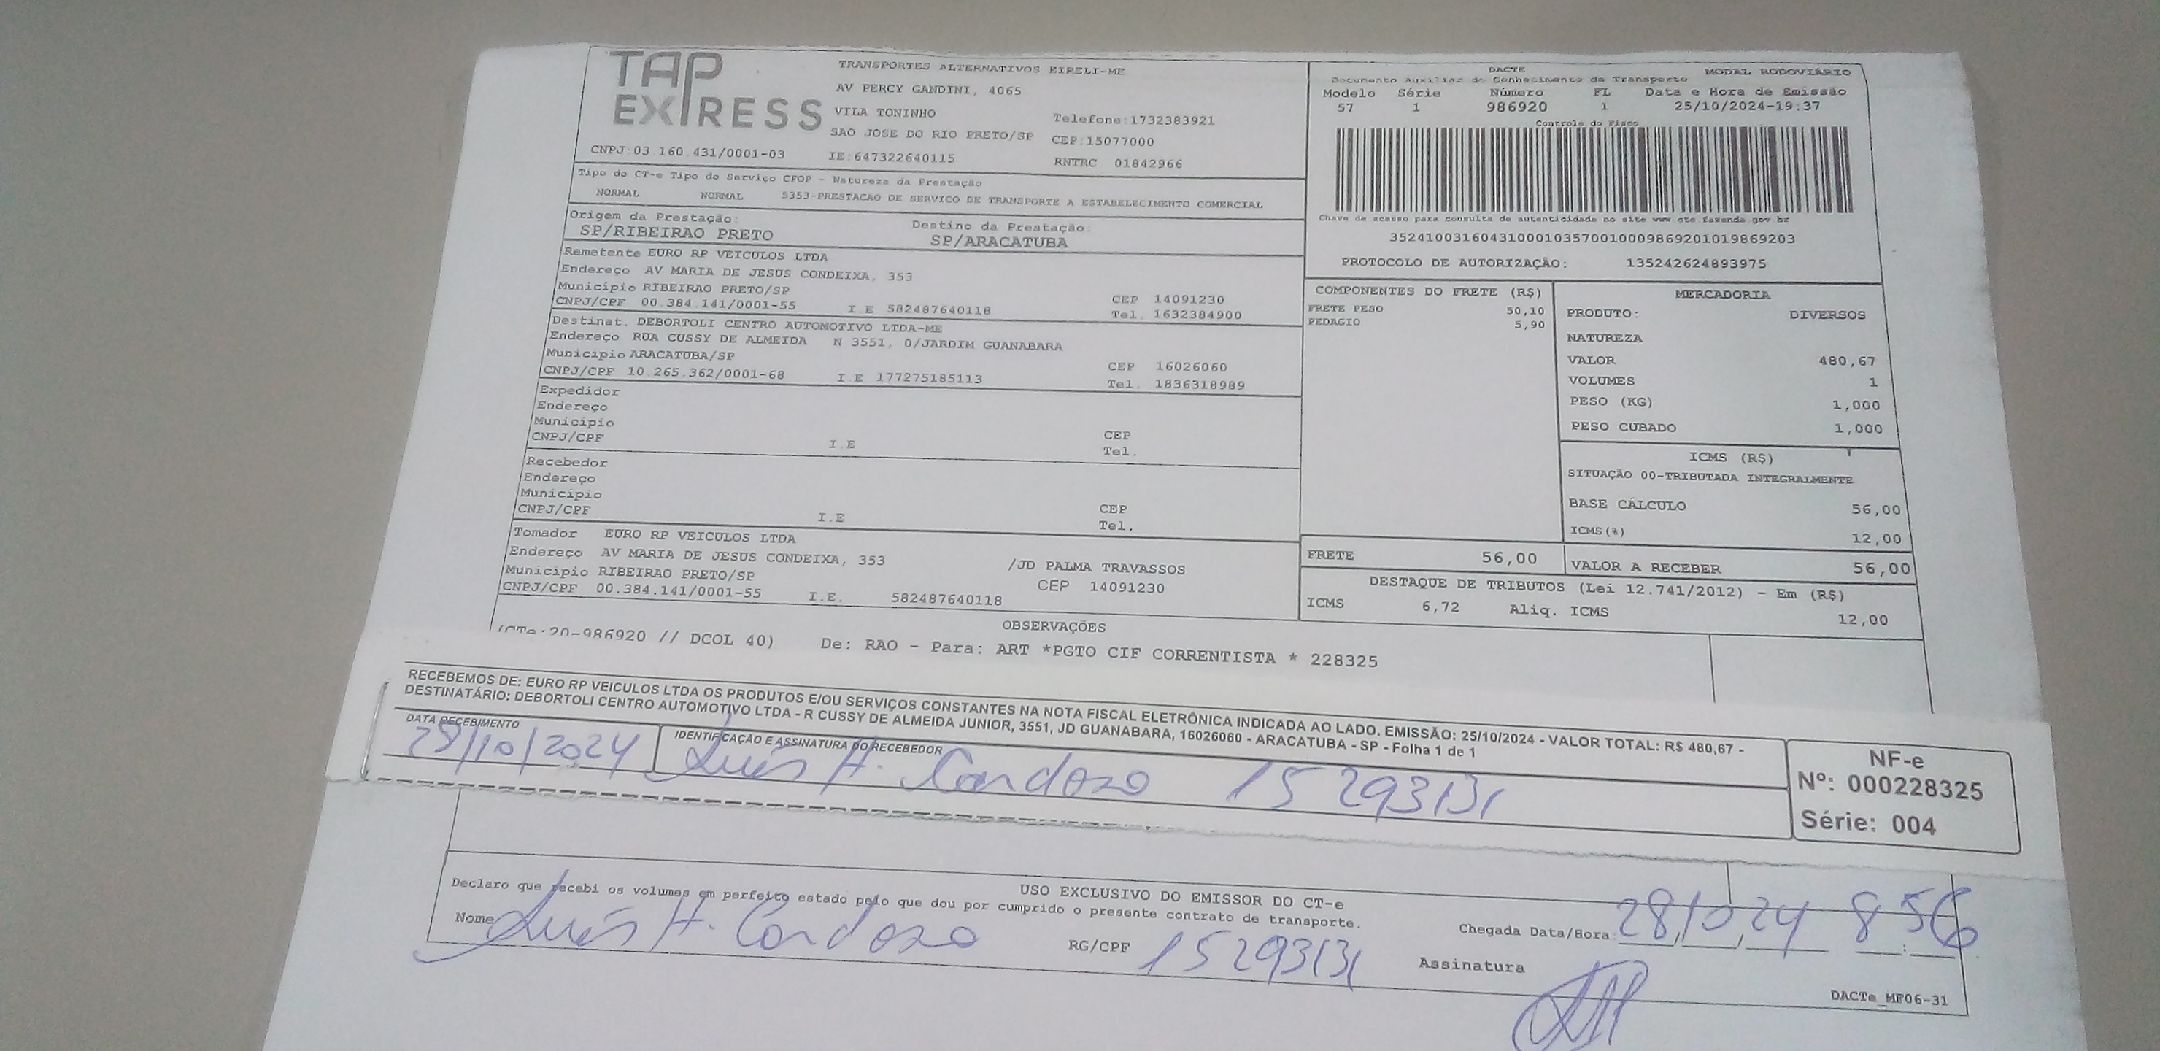 TAP EXPRESS
TRANSPORTES ALTERNATIVOS EIRELI-ME
AV PERCY GANDINI, 4065
VILA TONINHO Telefone:1732383921
SAO JOSE DO RIO PRETO/SP CEP:15077000
CNPJ:03.160.431/0001-03 IE:647322640115 RNTRC 01842966
DACTE MODAL RODOVIÁRIO
Documento Auxiliar do Conhecimento de Transporte
Modelo Série Número FL Data e Hora de Emissão
57 1 986920 1 25/10/2024-19:37
Controle do Fisco
Chave de acesso para consulta de autenticidade no site www.cte.fazenda.gov.br
35241003160431000103570010009869201019869203
PROTOCOLO DE AUTORIZAÇÃO: 135242624893975
Tipo do CT-e Tipo do Serviço CFOP - Natureza da Prestação
NORMAL NORMAL 5353-PRESTACAO DE SERVICO DE TRANSPORTE A ESTABELECIMENTO COMERCIAL
Origem da Prestação: Destino da Prestação:
SP/RIBEIRAO PRETO SP/ARACATUBA
Remetente EURO RP VEICULOS LTDA
Endereço AV MARIA DE JESUS CONDEIXA, 353
Município RIBEIRAO PRETO/SP CEP 14091230
CNPJ/CPF 00.384.141/0001-55 I.E 582487640118 Tel. 1632384900
Destinat. DEBORTOLI CENTRO AUTOMOTIVO LTDA-ME
Endereço RUA CUSSY DE ALMEIDA N 3551, 0/JARDIM GUANABARA
Município ARACATUBA/SP CEP 16026060
CNPJ/CPF 10.265.362/0001-68 I.E 177275185113 Tel. 1836318989
Expedidor
Endereço
Município CEP
CNPJ/CPF I.E Tel.
Recebedor
Endereço
Município CEP
CNPJ/CPF I.E Tel.
Tomador EURO RP VEICULOS LTDA
Endereço AV MARIA DE JESUS CONDEIXA, 353 /JD PALMA TRAVASSOS
Município RIBEIRAO PRETO/SP CEP 14091230
CNPJ/CPF 00.384.141/0001-55 I.E. 582487640118
COMPONENTES DO FRETE (R$)
FRETE PESO 50,10
PEDAGIO 5,90
FRETE 56,00
MERCADORIA
PRODUTO: DIVERSOS
NATUREZA
VALOR 480,67
VOLUMES 1
PESO (KG) 1,000
PESO CUBADO 1,000
ICMS (R$)
SITUAÇÃO 00-TRIBUTADA INTEGRALMENTE
BASE CÁLCULO 56,00
ICMS(%) 12,00
VALOR A RECEBER 56,00
DESTAQUE DE TRIBUTOS (Lei 12.741/2012) - Em (R$)
ICMS 6,72 Aliq. ICMS 12,00
OBSERVAÇÕES
(CTe:20-986920 // DCOL 40) De: RAO - Para: ART *PGTO CIF CORRENTISTA * 228325
RECEBEMOS DE: EURO RP VEICULOS LTDA OS PRODUTOS E/OU SERVIÇOS CONSTANTES NA NOTA FISCAL ELETRÔNICA INDICADA AO LADO. EMISSÃO: 25/10/2024 - VALOR TOTAL: R$ 480,67 -
DESTINATÁRIO: DEBORTOLI CENTRO AUTOMOTIVO LTDA - R CUSSY DE ALMEIDA JUNIOR, 3551, JD GUANABARA, 16026060 - ARACATUBA - SP - Folha 1 de 1
DATA RECEBIMENTO IDENTIFICAÇÃO E ASSINATURA DO RECEBEDOR
28/10/2024 Luis H. Cardozo 15293131
NF-e
Nº: 000228325
Série: 004
USO EXCLUSIVO DO EMISSOR DO CT-e
Declaro que recebi os volumes em perfeito estado pelo que dou por cumprido o presente contrato de transporte.
Nome Luis H. Cardozo RG/CPF 15293131 Chegada Data/Hora: 28/10/24 8:56
Assinatura
DACTe_MF06-31